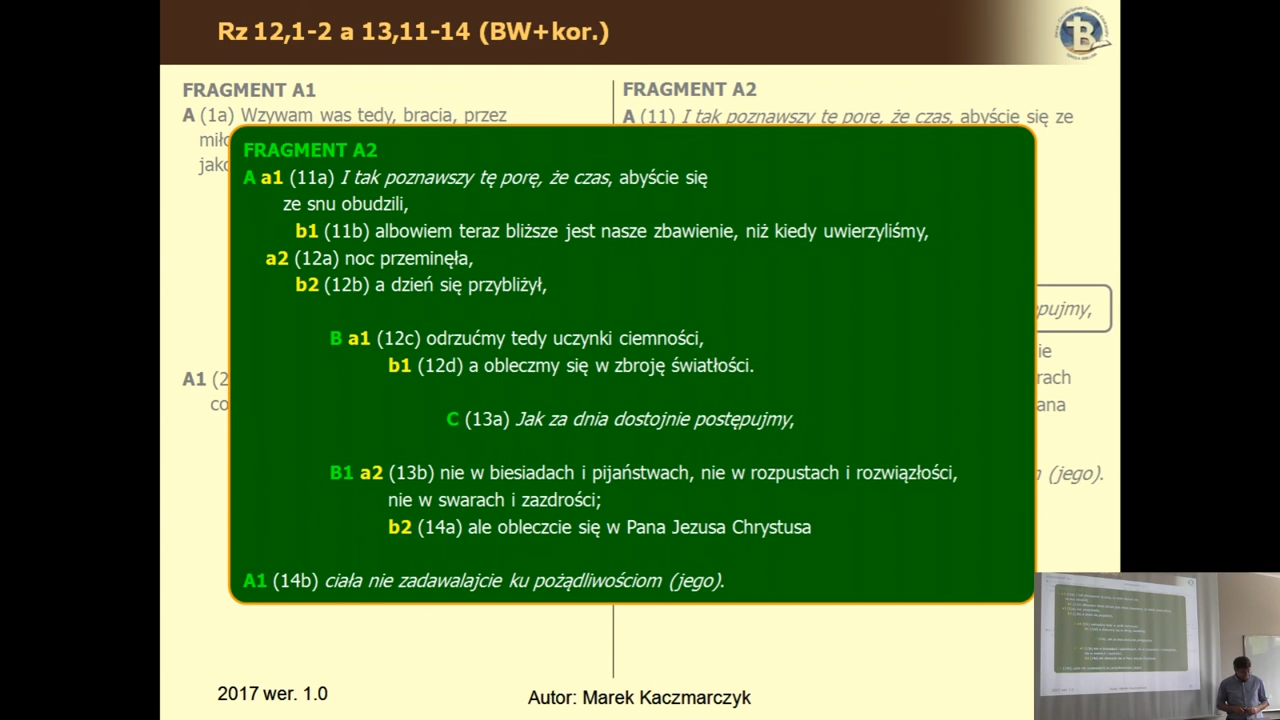 Rz 12,1-2 a 13,11-14 (BW+kor.)
FRAGMENT A1
A (1a) Wzywam was tedy, bracia, przez
FRAGMENT A2
A (11) I tak poznawszy tę porę, że czas, abyście się ze
FRAGMENT A2
A a1 (11a) I tak poznawszy tę porę, że czas, abyście się
ze snu obudzili,
b1 (11b) albowiem teraz bliższe jest nasze zbawienie, niż kiedy uwierzyliśmy,
a2 (12a) noc przeminęła,
b2 (12b) a dzień się przybliżył,
B a1 (12c) odrzućmy tedy uczynki ciemności,
b1 (12d) a obleczmy się w zbroję światłości.
C (13a) Jak za dnia dostojnie postępujmy,
B1 a2 (13b) nie w biesiadach i pijaństwach, nie w rozpustach i rozwiązłości,
nie w swarach i zazdrości;
b2 (14a) ale obleczcie się w Pana Jezusa Chrystusa
A1 (14b) ciała nie zadawalajcie ku pożądliwościom (jego).
A1
(jego).
2017 wer. 1.0
Autor: Marek Kaczmarczyk